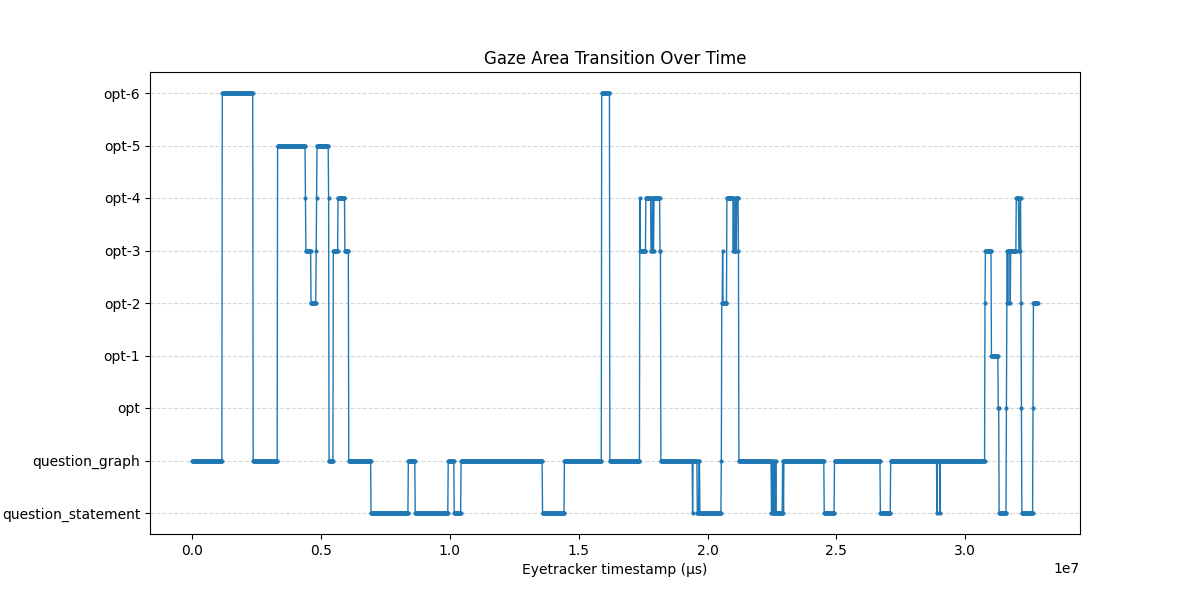 Gaze Area Transition Over Time
opt-6
opt-5
opt-4
opt-3
opt-2
opt-1
opt
question_graph
question_statement
0.0 0.5 1.0 1.5 2.0 2.5 3.0
Eyetracker timestamp (µs)
1e7